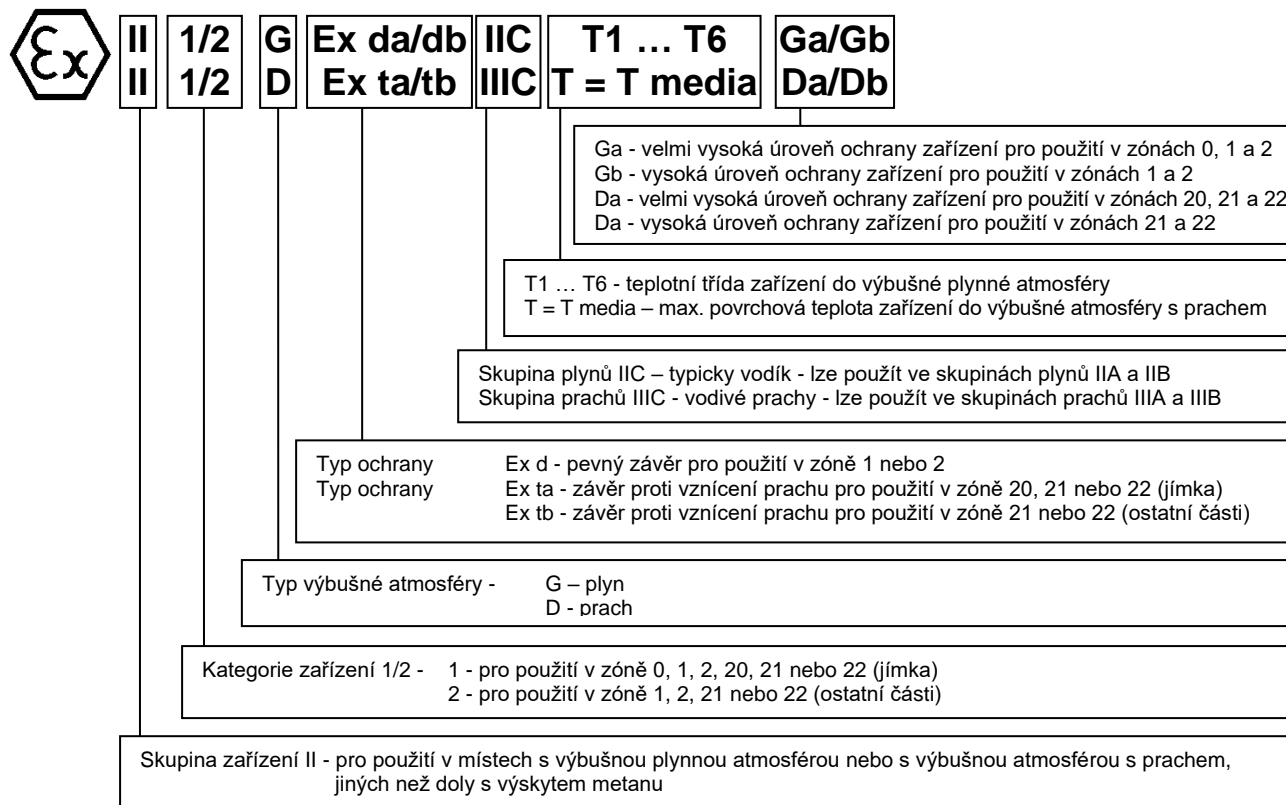 Ex II 1/2 G Ex da/db IIC T1 … T6 Ga/Gb
II 1/2 D Ex ta/tb IIIC T = T media Da/Db
Ga - velmi vysoká úroveň ochrany zařízení pro použití v zónách 0, 1 a 2
Gb - vysoká úroveň ochrany zařízení pro použití v zónách 1 a 2
Da - velmi vysoká úroveň ochrany zařízení pro použití v zónách 20, 21 a 22
Da - vysoká úroveň ochrany zařízení pro použití v zónách 21 a 22
T1 … T6 - teplotní třída zařízení do výbušné plynné atmosféry
T = T media – max. povrchová teplota zařízení do výbušné atmosféry s prachem
Skupina plynů IIC – typicky vodík - lze použít ve skupinách plynů IIA a IIB
Skupina prachů IIIC - vodivé prachy - lze použít ve skupinách prachů IIIA a IIIB
Typ ochrany Ex d - pevný závěr pro použití v zóně 1 nebo 2
Typ ochrany Ex ta - závěr proti vznícení prachu pro použití v zóně 20, 21 nebo 22 (jímka)
Ex tb - závěr proti vznícení prachu pro použití v zóně 21 nebo 22 (ostatní části)
Typ výbušné atmosféry - G – plyn
D - prach
Kategorie zařízení 1/2 - 1 - pro použití v zóně 0, 1, 2, 20, 21 nebo 22 (jímka)
2 - pro použití v zóně 1, 2, 21 nebo 22 (ostatní části)
Skupina zařízení II - pro použití v místech s výbušnou plynnou atmosférou nebo s výbušnou atmosférou s prachem,
jiných než doly s výskytem metanu